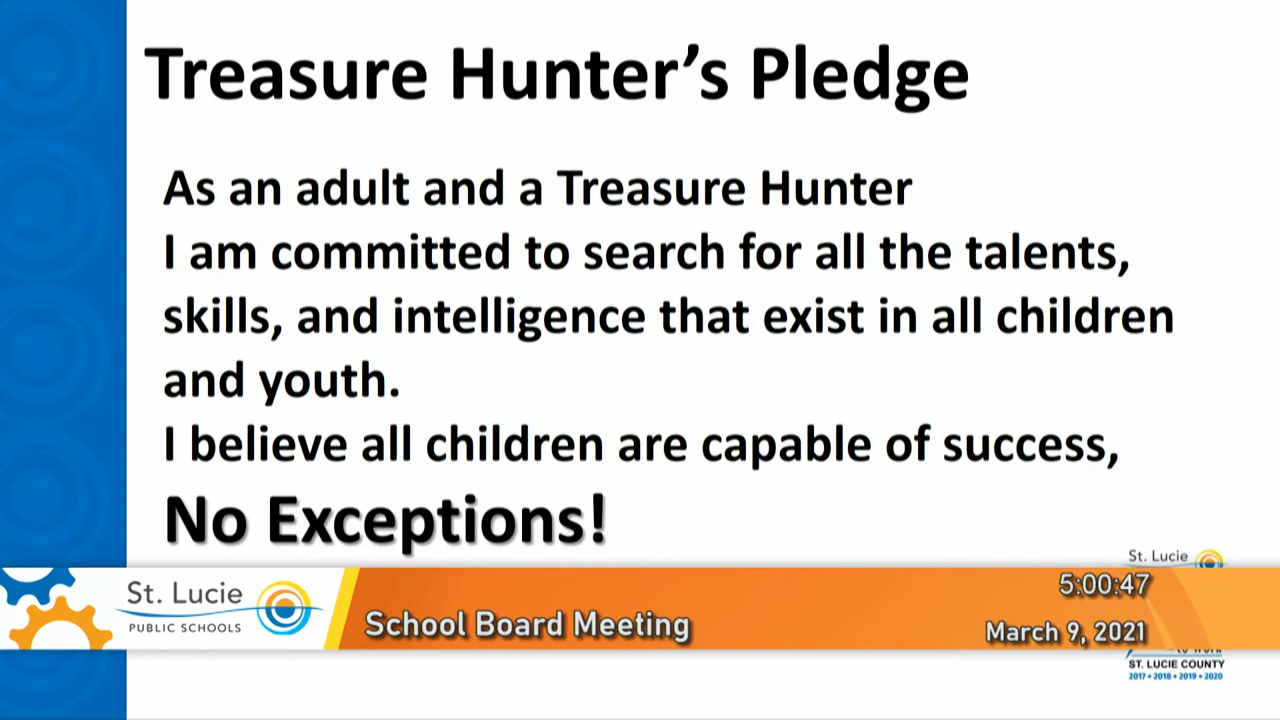 Treasure Hunter’s Pledge
As an adult and a Treasure Hunter
I am committed to search for all the talents,
skills, and intelligence that exist in all children
and youth.
I believe all children are capable of success,
No Exceptions!
St. Lucie
St. Lucie
PUBLIC SCHOOLS
School Board Meeting
5:00:47
March 9, 2021
ST. LUCIE COUNTY
2017 • 2018 • 2019 • 2020